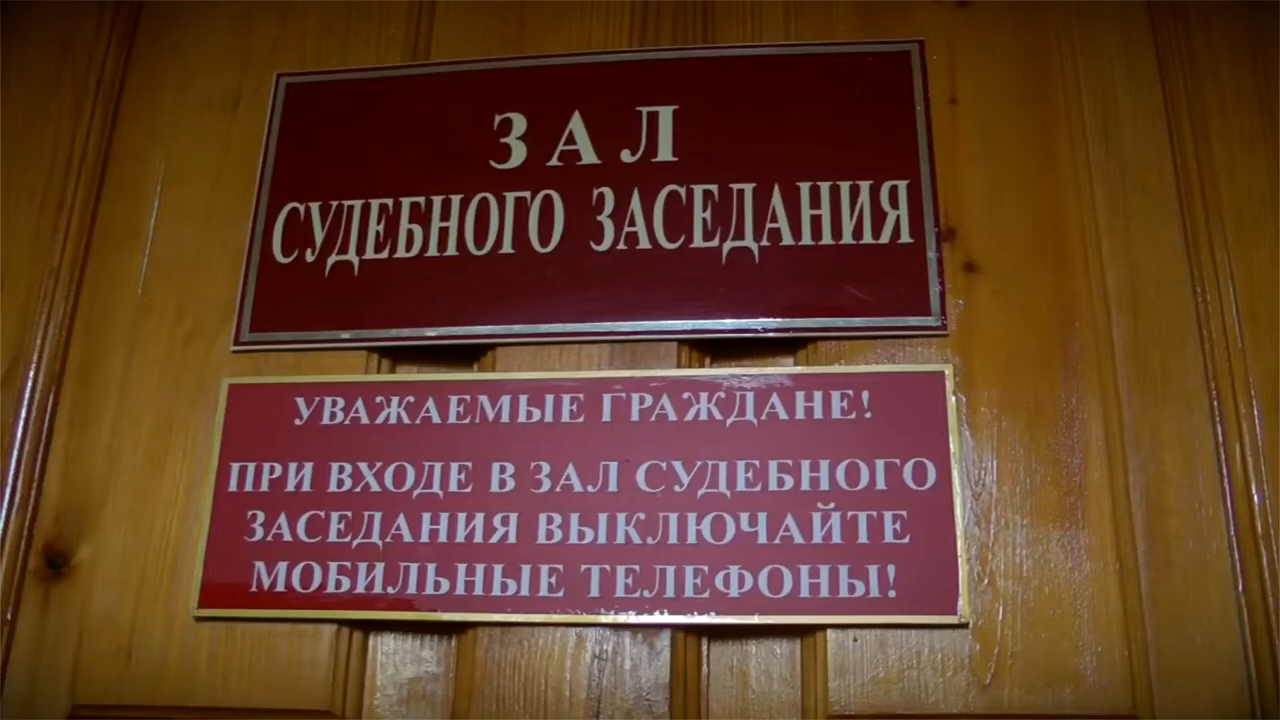 ЗАЛ
СУДЕБНОГО ЗАСЕДАНИЯ
УВАЖАЕМЫЕ ГРАЖДАНЕ!
ПРИ ВХОДЕ В ЗАЛ СУДЕБНОГО
ЗАСЕДАНИЯ ВЫКЛЮЧАЙТЕ
МОБИЛЬНЫЕ ТЕЛЕФОНЫ!